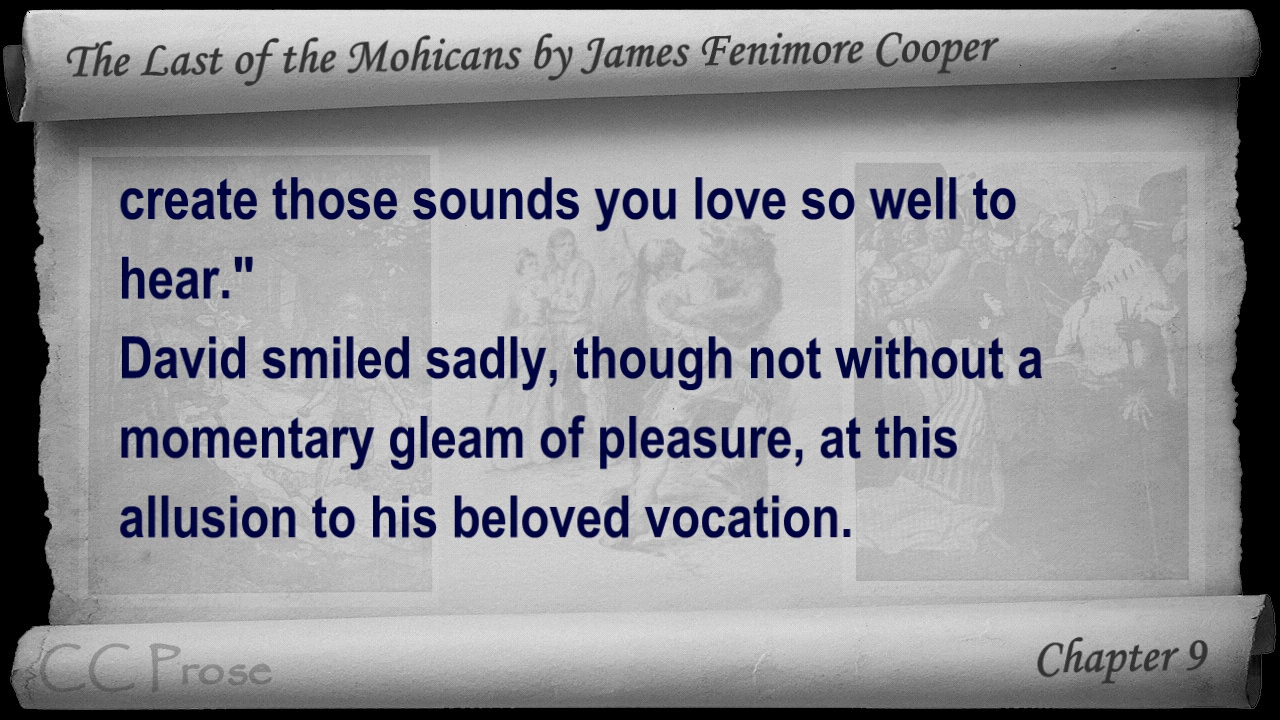 The Last of the Mohicans by James Fenimore Cooper
create those sounds you love so well to
hear."
David smiled sadly, though not without a
momentary gleam of pleasure, at this
allusion to his beloved vocation.
CC Prose
Chapter 9